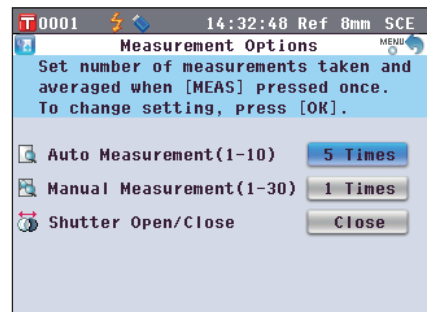 T0001 14:32:48 Ref 8mm SCE
Measurement Options MENU
Set number of measurements taken and
averaged when [MEAS] pressed once.
To change setting, press [OK].
Auto Measurement(1-10) 5 Times
Manual Measurement(1-30) 1 Times
Shutter Open/Close Close